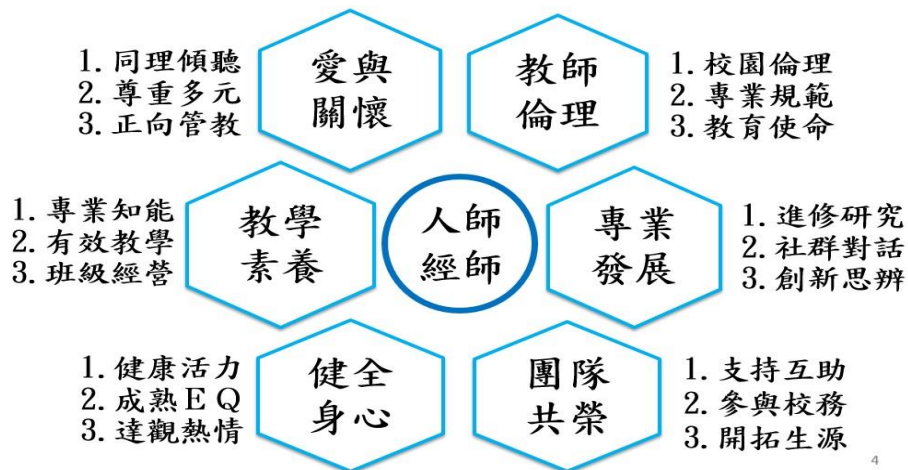 1. 同理傾聽
2. 尊重多元
3. 正向管教
愛與
關懷
教師
倫理
1. 校園倫理
2. 專業規範
3. 教育使命
1. 專業知能
2. 有效教學
3. 班級經營
教學
素養
人師
經師
專業
發展
1. 進修研究
2. 社群對話
3. 創新思辨
1. 健康活力
2. 成熟EQ
3. 達觀熱情
健全
身心
團隊
共榮
1. 支持互助
2. 參與校務
3. 開拓生源
4